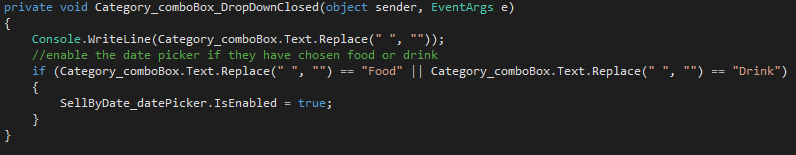 private void Category_comboBox_DropDownClosed(object sender, EventArgs e)
{
    Console.WriteLine(Category_comboBox.Text.Replace(" ", ""));
    //enable the date picker if they have chosen food or drink
    if (Category_comboBox.Text.Replace(" ", "") == "Food" || Category_comboBox.Text.Replace(" ", "") == "Drink")
    {
        SellByDate_datePicker.IsEnabled = true;
    }
}